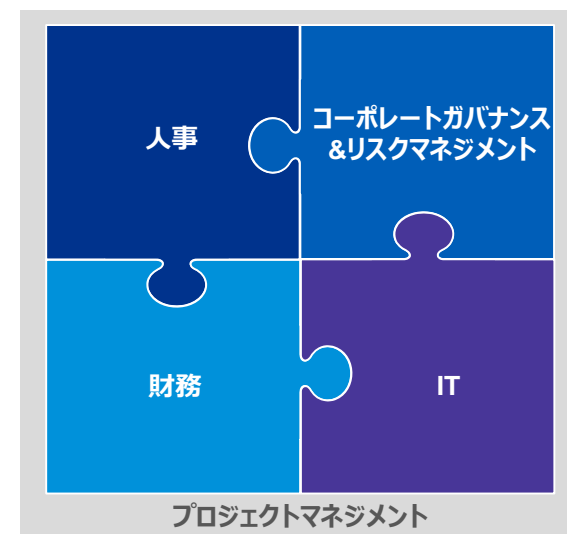 人事
コーポレートガバナンス
&リスクマネジメント
財務
IT
プロジェクトマネジメント